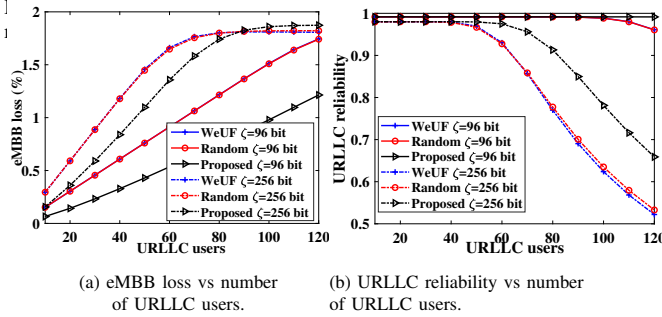 2
1.5
1
0.5
0
eMBB loss (%)
WeUF ζ=96 bit
Random ζ=96 bit
Proposed ζ=96 bit
WeUF ζ=256 bit
Random ζ=256 bit
Proposed ζ=256 bit
20 40 60 80 100 120
URLLC users
(a) eMBB loss vs number
of URLLC users.
1
0.9
0.8
0.7
0.6
0.5
URLLC reliability
WeUF ζ=96 bit
Random ζ=96 bit
Proposed ζ=96 bit
WeUF ζ=256 bit
Random ζ=256 bit
Proposed ζ=256 bit
20 40 60 80 100 120
URLLC users
(b) URLLC reliability vs number
of URLLC users.